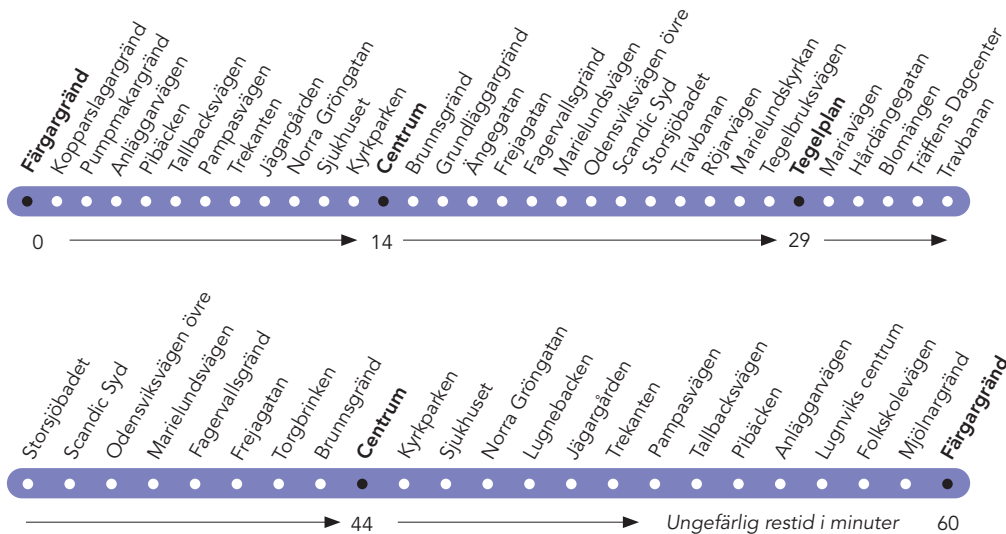 Färgargränd
Kopparslagargränd
Pumpmakargränd
Anläggarvägen
Pibäcken
Tallbacksvägen
Pampasvägen
Trekanten
Jägargården
Norra Gröngatan
Sjukhuset
Kyrkparken
Centrum
Brunnsgränd
Grundläggargränd
Ängegatan
Frejagatan
Fagervallsgränd
Marielundsvägen
Odensviksvägen övre
Scandic Syd
Storsjöbadet
Travbanan
Röjarvägen
Marielundskyrkan
Tegelbruksvägen
Tegelplan
Mariavägen
Hårdängegatan
Blomängen
Träffens Dagcenter
Travbanan
0 14 29
Storsjöbadet
Scandic Syd
Odensviksvägen övre
Marielundsvägen
Fagervallsgränd
Frejagatan
Torgbrinken
Brunnsgränd
Centrum
Kyrkparken
Sjukhuset
Norra Gröngatan
Lugnebacken
Jägargården
Trekanten
Pampasvägen
Tallbacksvägen
Pibäcken
Anläggarvägen
Lugnviks centrum
Folkskolevägen
Mjölnargränd
Färgargränd
44 Ungefärlig restid i minuter 60